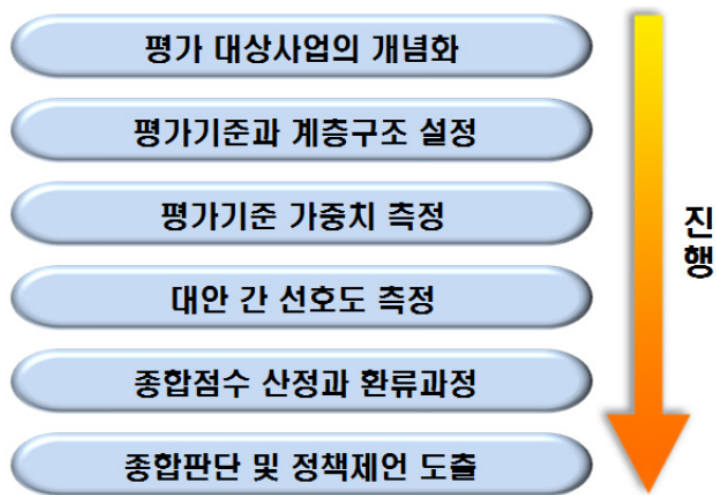 평가 대상사업의 개념화
평가기준과 계층구조 설정
평가기준 가중치 측정
대안 간 선호도 측정
종합점수 산정과 환류과정
종합판단 및 정책제언 도출
진
행